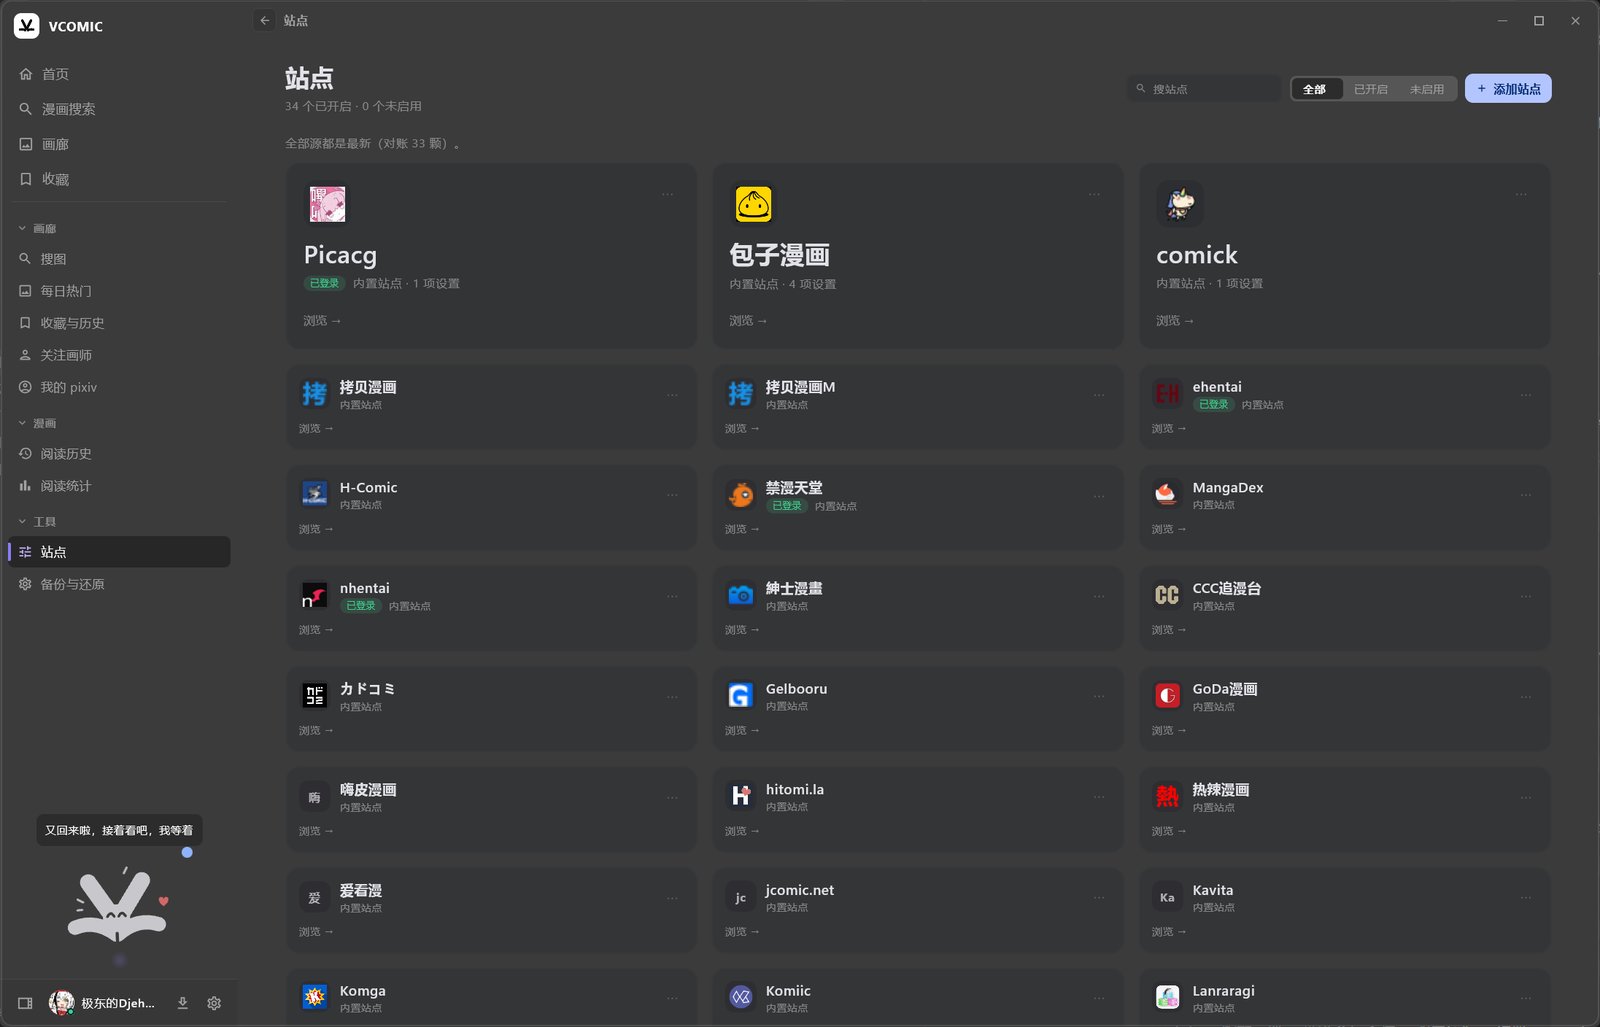 VCOMIC
首页
漫画搜索
画廊
收藏
画廊
搜图
每日热门
收藏与历史
关注画师
我的 pixiv
漫画
阅读历史
阅读统计
工具
站点
备份与还原
又回来啦，接着看吧，我等着
极东的Djeh...
站点
站点
34 个已开启 · 0 个未启用
搜站点
全部 已开启 未启用
+ 添加站点
全部源都是最新（对账 33 颗）。
Picacg
已登录 内置站点 · 1 项设置
浏览 →
包子漫画
内置站点 · 4 项设置
浏览 →
comick
内置站点 · 1 项设置
浏览 →
拷
拷贝漫画
内置站点
浏览 →
拷
拷贝漫画M
内置站点
浏览 →
E-H
ehentai
已登录 内置站点
浏览 →
H-Comic
内置站点
浏览 →
禁漫天堂
已登录 内置站点
浏览 →
MangaDex
内置站点
浏览 →
n
nhentai
已登录 内置站点
浏览 →
紳士漫畫
内置站点
浏览 →
CC
CCC追漫台
内置站点
浏览 →
カド
コミ
カドコミ
内置站点
浏览 →
G
Gelbooru
内置站点
浏览 →
G
GoDa漫画
内置站点
浏览 →
嗨
嗨皮漫画
内置站点
浏览 →
H
hitomi.la
内置站点
浏览 →
熱
热辣漫画
内置站点
浏览 →
爱
爱看漫
内置站点
浏览 →
jc
jcomic.net
内置站点
浏览 →
Ka
Kavita
内置站点
浏览 →
Komga
内置站点
Komiic
内置站点
Lanraragi
内置站点